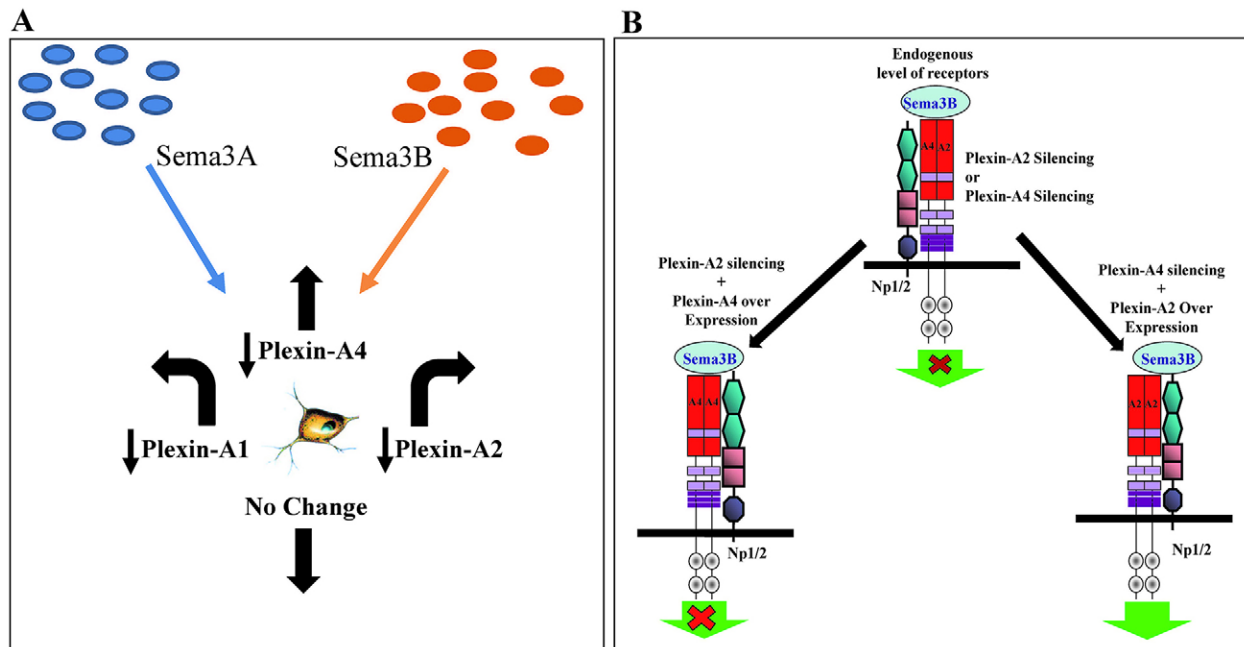 A
Sema3A
Sema3B
Plexin-A4
Plexin-A1
Plexin-A2
No Change
B
Endogenous
level of receptors
Sema3B
A4 A2
Plexin-A2 Silencing
or
Plexin-A4 Silencing
Np1/2
Plexin-A2 silencing
+
Plexin-A4 over
Expression
Sema3B
A4 A4
Np1/2
Plexin-A4 silencing
+
Plexin-A2 Over
Expression
Sema3B
A2 A2
Np1/2